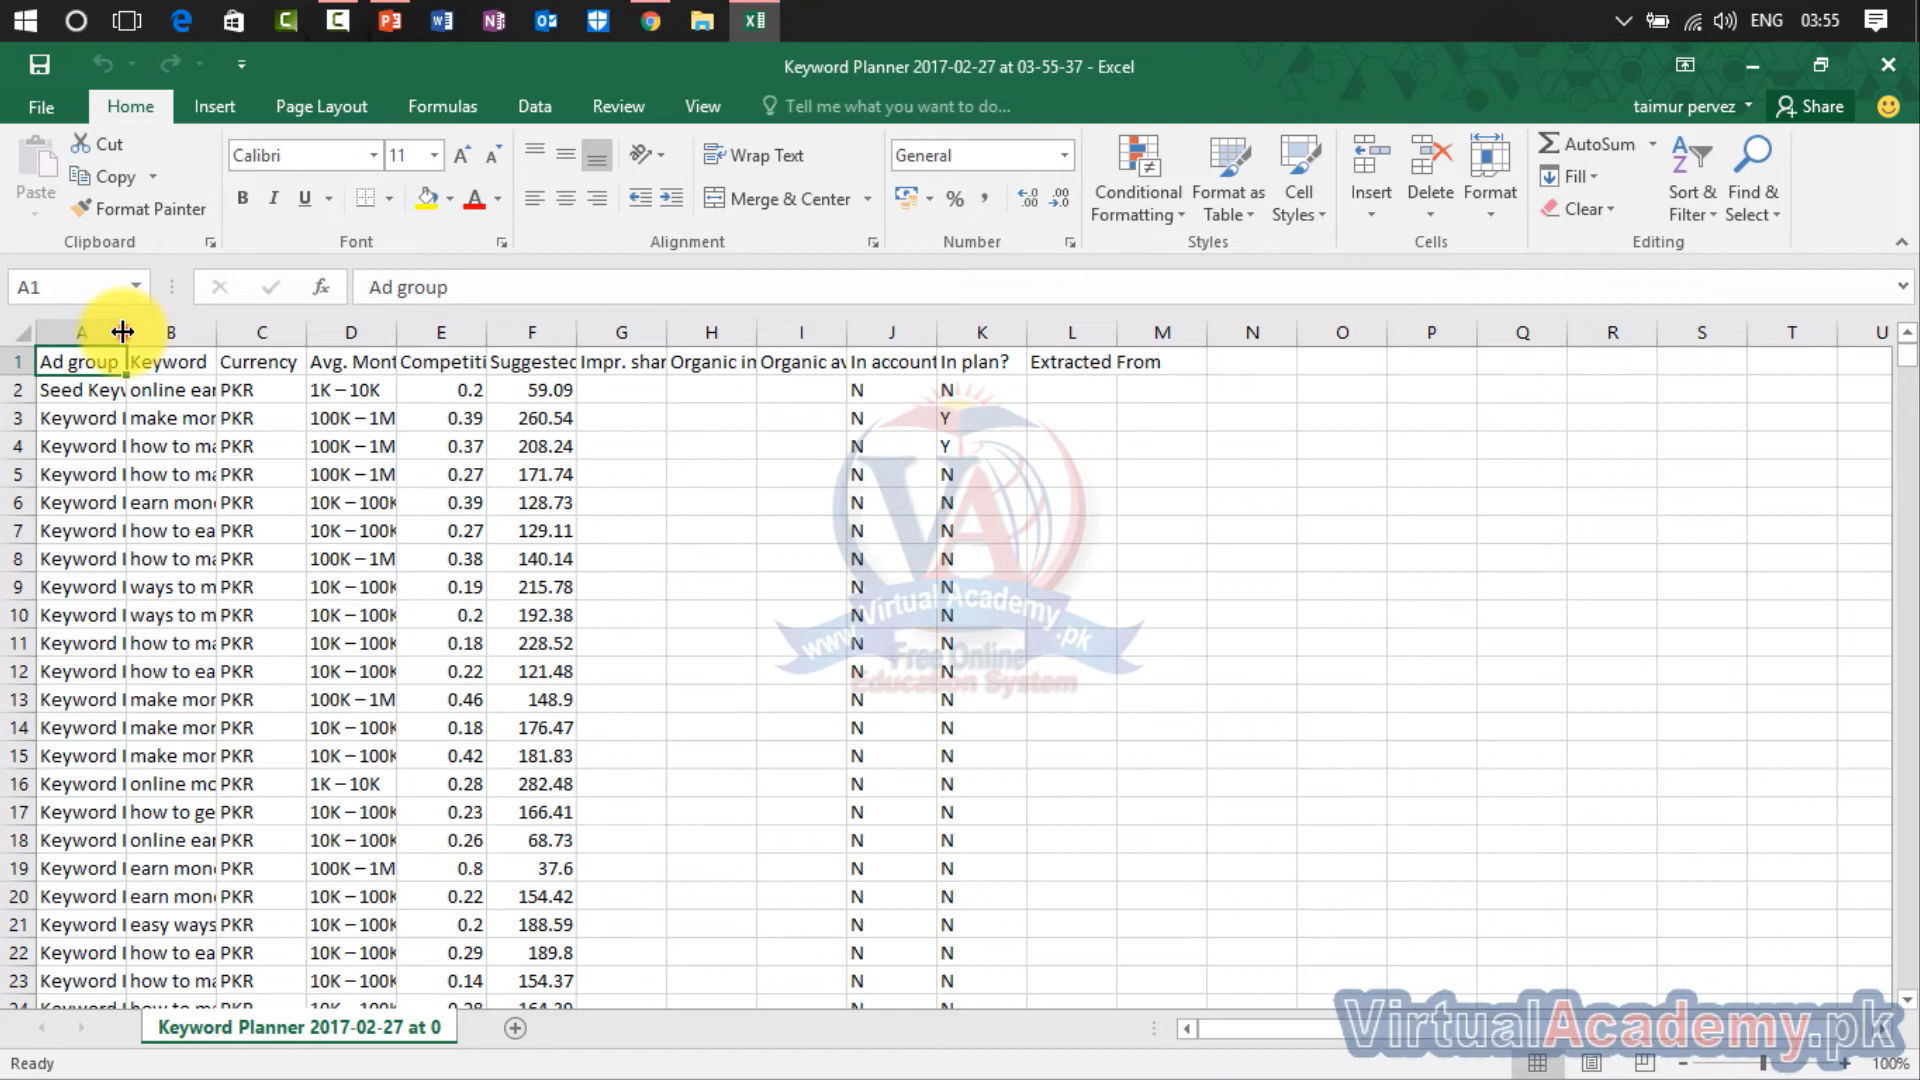 ENG 03:55
Keyword Planner 2017-02-27 at 03-55-37 - Excel
File Home Insert Page Layout Formulas Data Review View Tell me what you want to do... taimur pervez Share
Paste Cut Copy Format Painter Clipboard
Calibri 11 B I U A Font
Wrap Text Merge & Center Alignment
General % , Number
Conditional Formatting Format as Table Cell Styles Styles
Insert Delete Format Cells
AutoSum Fill Clear Sort & Filter Find & Select Editing
A1 fx Ad group
A B C D E F G H I J K L M N O P Q R S T U
1 Ad group Keyword Currency Avg. Mont Competiti Suggested Impr. shar Organic in Organic av In account In plan? Extracted From
2 Seed Keyw online ear PKR 1K – 10K 0.2 59.09 N N
3 Keyword I make mor PKR 100K – 1M 0.39 260.54 N Y
4 Keyword I how to ma PKR 100K – 1M 0.37 208.24 N Y
5 Keyword I how to ma PKR 100K – 1M 0.27 171.74 N N
6 Keyword I earn mone PKR 10K – 100K 0.39 128.73 N N
7 Keyword I how to ea PKR 10K – 100K 0.27 129.11 N N
8 Keyword I how to ma PKR 100K – 1M 0.38 140.14 N N
9 Keyword I ways to m PKR 10K – 100K 0.19 215.78 N N
10 Keyword I ways to m PKR 10K – 100K 0.2 192.38 N N
11 Keyword I how to ma PKR 10K – 100K 0.18 228.52 N N
12 Keyword I how to ea PKR 10K – 100K 0.22 121.48 N N
13 Keyword I make mor PKR 100K – 1M 0.46 148.9 N N
14 Keyword I make mor PKR 10K – 100K 0.18 176.47 N N
15 Keyword I make mor PKR 10K – 100K 0.42 181.83 N N
16 Keyword I online mo PKR 1K – 10K 0.28 282.48 N N
17 Keyword I how to ge PKR 10K – 100K 0.23 166.41 N N
18 Keyword I online ear PKR 10K – 100K 0.26 68.73 N N
19 Keyword I earn mone PKR 100K – 1M 0.8 37.6 N N
20 Keyword I earn mone PKR 10K – 100K 0.22 154.42 N N
21 Keyword I easy ways PKR 10K – 100K 0.2 188.59 N N
22 Keyword I how to ea PKR 10K – 100K 0.29 189.8 N N
23 Keyword I how to ma PKR 10K – 100K 0.14 154.37 N N
VA
www.VirtualAcademy.pk
Free Online
Education System
Keyword Planner 2017-02-27 at 0
VirtualAcademy.pk
Ready 100%